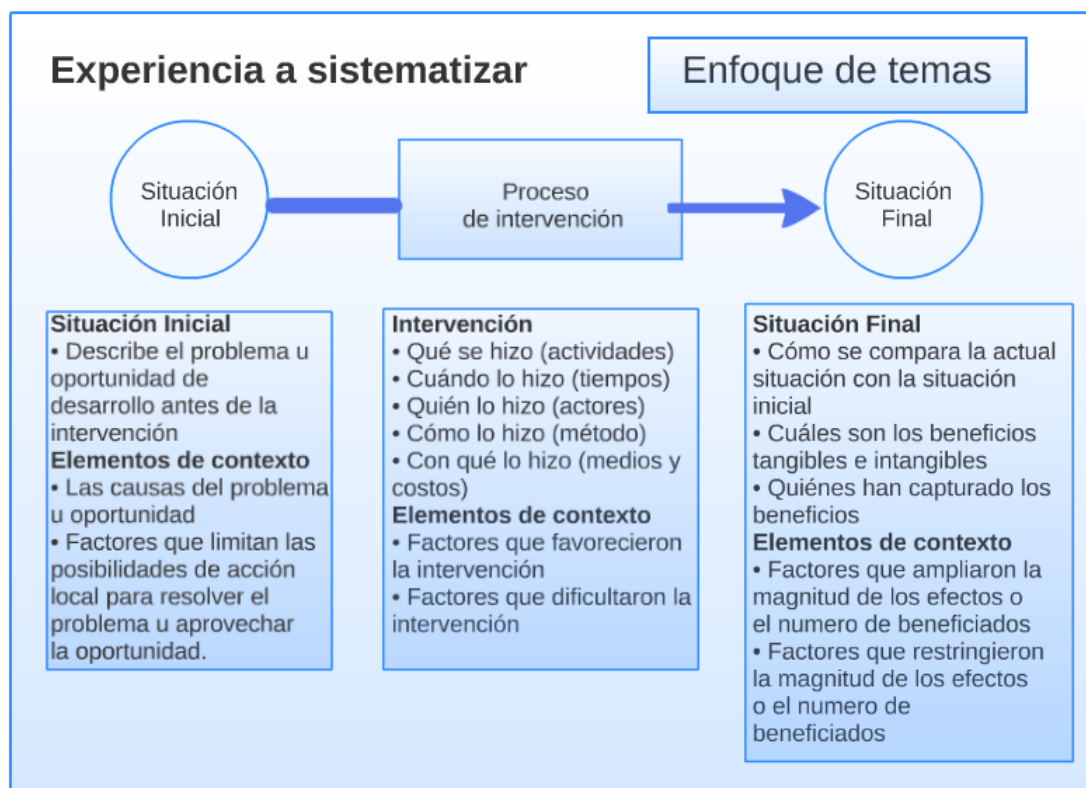 Experiencia a sistematizar
Enfoque de temas
Situación
Inicial
Proceso
de intervención
Situación
Final
Situación Inicial
• Describe el problema u
oportunidad de
desarrollo antes de la
intervención
Elementos de contexto
• Las causas del problema
u oportunidad
• Factores que limitan las
posibilidades de acción
local para resolver el
problema u aprovechar
la oportunidad.
Intervención
• Qué se hizo (actividades)
• Cuándo lo hizo (tiempos)
• Quién lo hizo (actores)
• Cómo lo hizo (método)
• Con qué lo hizo (medios y
costos)
Elementos de contexto
• Factores que favorecieron
la intervención
• Factores que dificultaron la
intervención
Situación Final
• Cómo se compara la actual
situación con la situación
inicial
• Cuáles son los beneficios
tangibles e intangibles
• Quiénes han capturado los
beneficios
Elementos de contexto
• Factores que ampliaron la
magnitud de los efectos o
el numero de beneficiados
• Factores que restringieron
la magnitud de los efectos
o el numero de
beneficiados